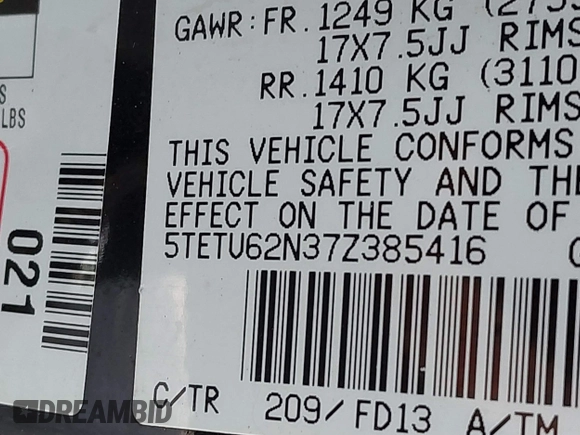 GAWR:FR.1249 KG (275
17X7.5JJ RIMS
RR.1410 KG (3110
17X7.5JJ RIMS
THIS VEHICLE CONFORMS
VEHICLE SAFETY AND TH
EFFECT ON THE DATE OF
5TETU62N37Z385416
C/TR 209/FD13 A/TM
S
LBS
021
DREAMBID